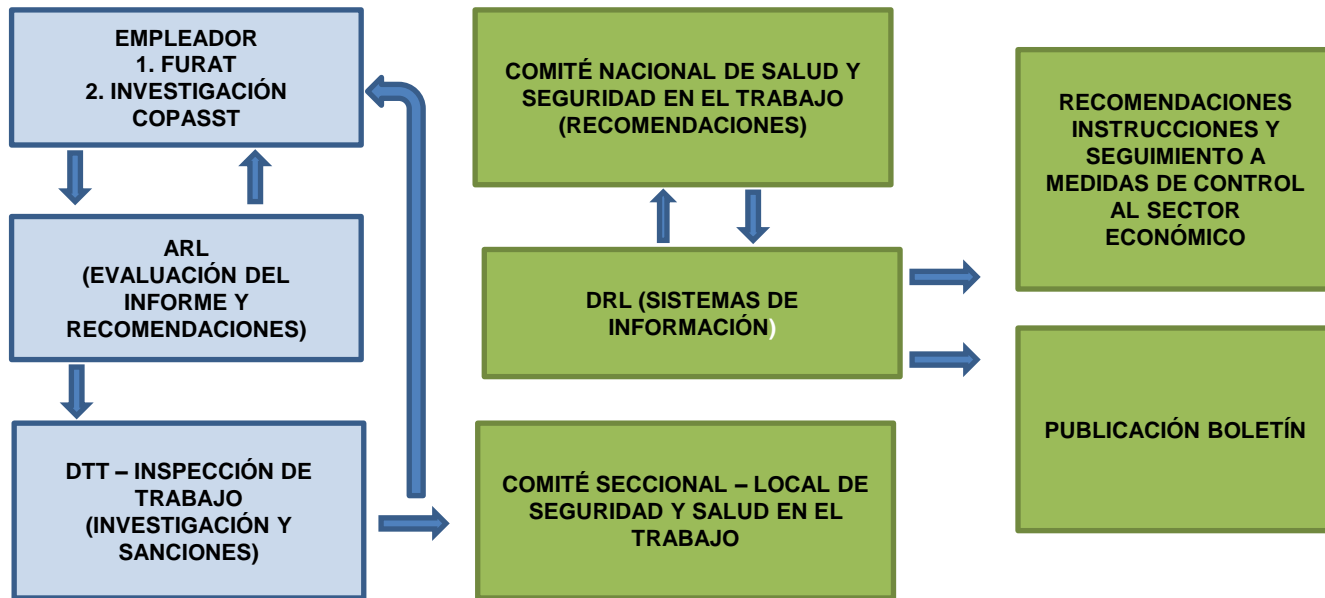 EMPLEADOR
1. FURAT
2. INVESTIGACIÓN
COPASST
ARL
(EVALUACIÓN DEL
INFORME Y
RECOMENDACIONES)
DTT – INSPECCIÓN DE
TRABAJO
(INVESTIGACIÓN Y
SANCIONES)
COMITÉ NACIONAL DE SALUD Y
SEGURIDAD EN EL TRABAJO
(RECOMENDACIONES)
DRL (SISTEMAS DE
INFORMACIÓN)
COMITÉ SECCIONAL – LOCAL DE
SEGURIDAD Y SALUD EN EL
TRABAJO
RECOMENDACIONES
INSTRUCCIONES Y
SEGUIMIENTO A
MEDIDAS DE CONTROL
AL SECTOR
ECONÓMICO
PUBLICACIÓN BOLETÍN